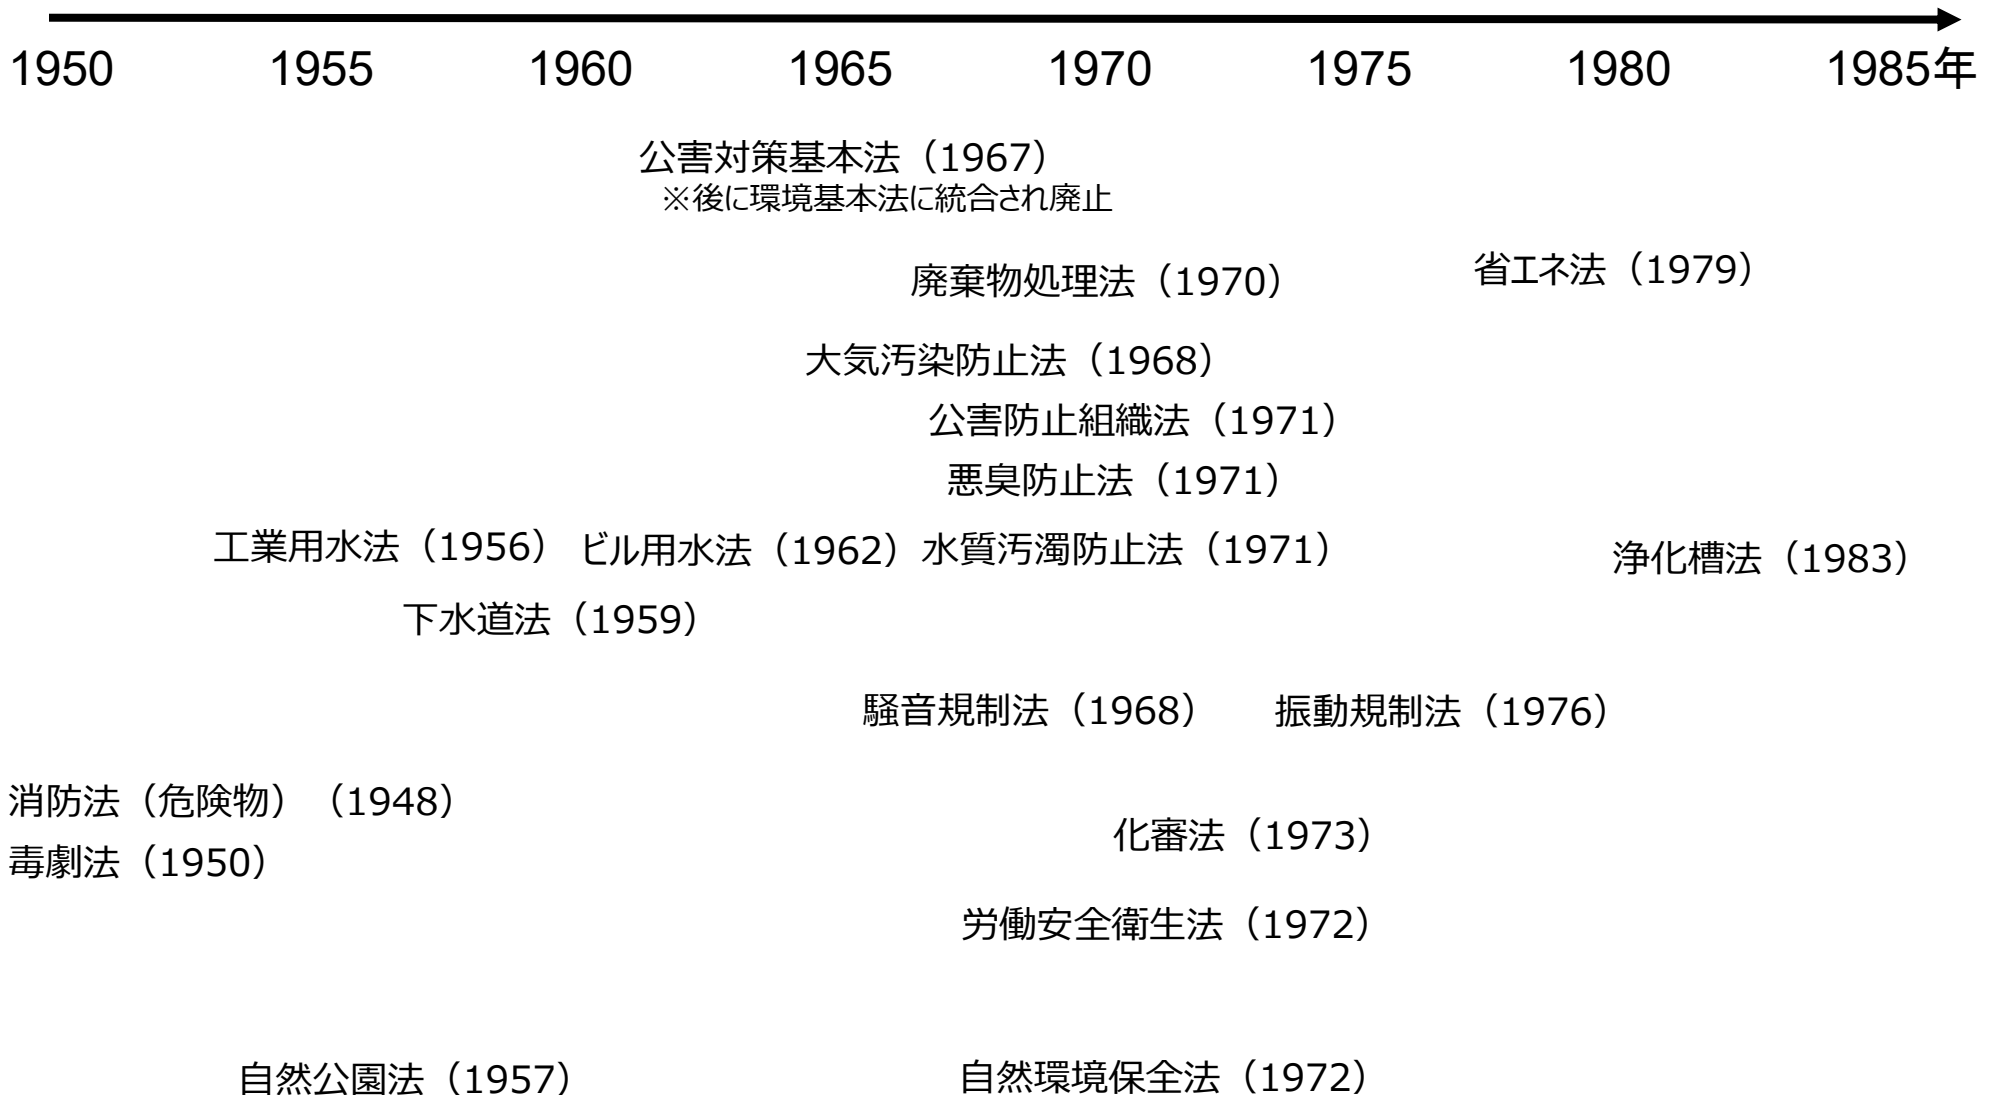 1950 1955 1960 1965 1970 1975 1980 1985年
公害対策基本法（1967）
※後に環境基本法に統合され廃止
廃棄物処理法（1970） 省エネ法（1979）
大気汚染防止法（1968）
公害防止組織法（1971）
悪臭防止法（1971）
工業用水法（1956） ビル用水法（1962） 水質汚濁防止法（1971） 浄化槽法（1983）
下水道法（1959）
騒音規制法（1968） 振動規制法（1976）
消防法（危険物）（1948）
化審法（1973）
毒劇法（1950）
労働安全衛生法（1972）
自然公園法（1957） 自然環境保全法（1972）